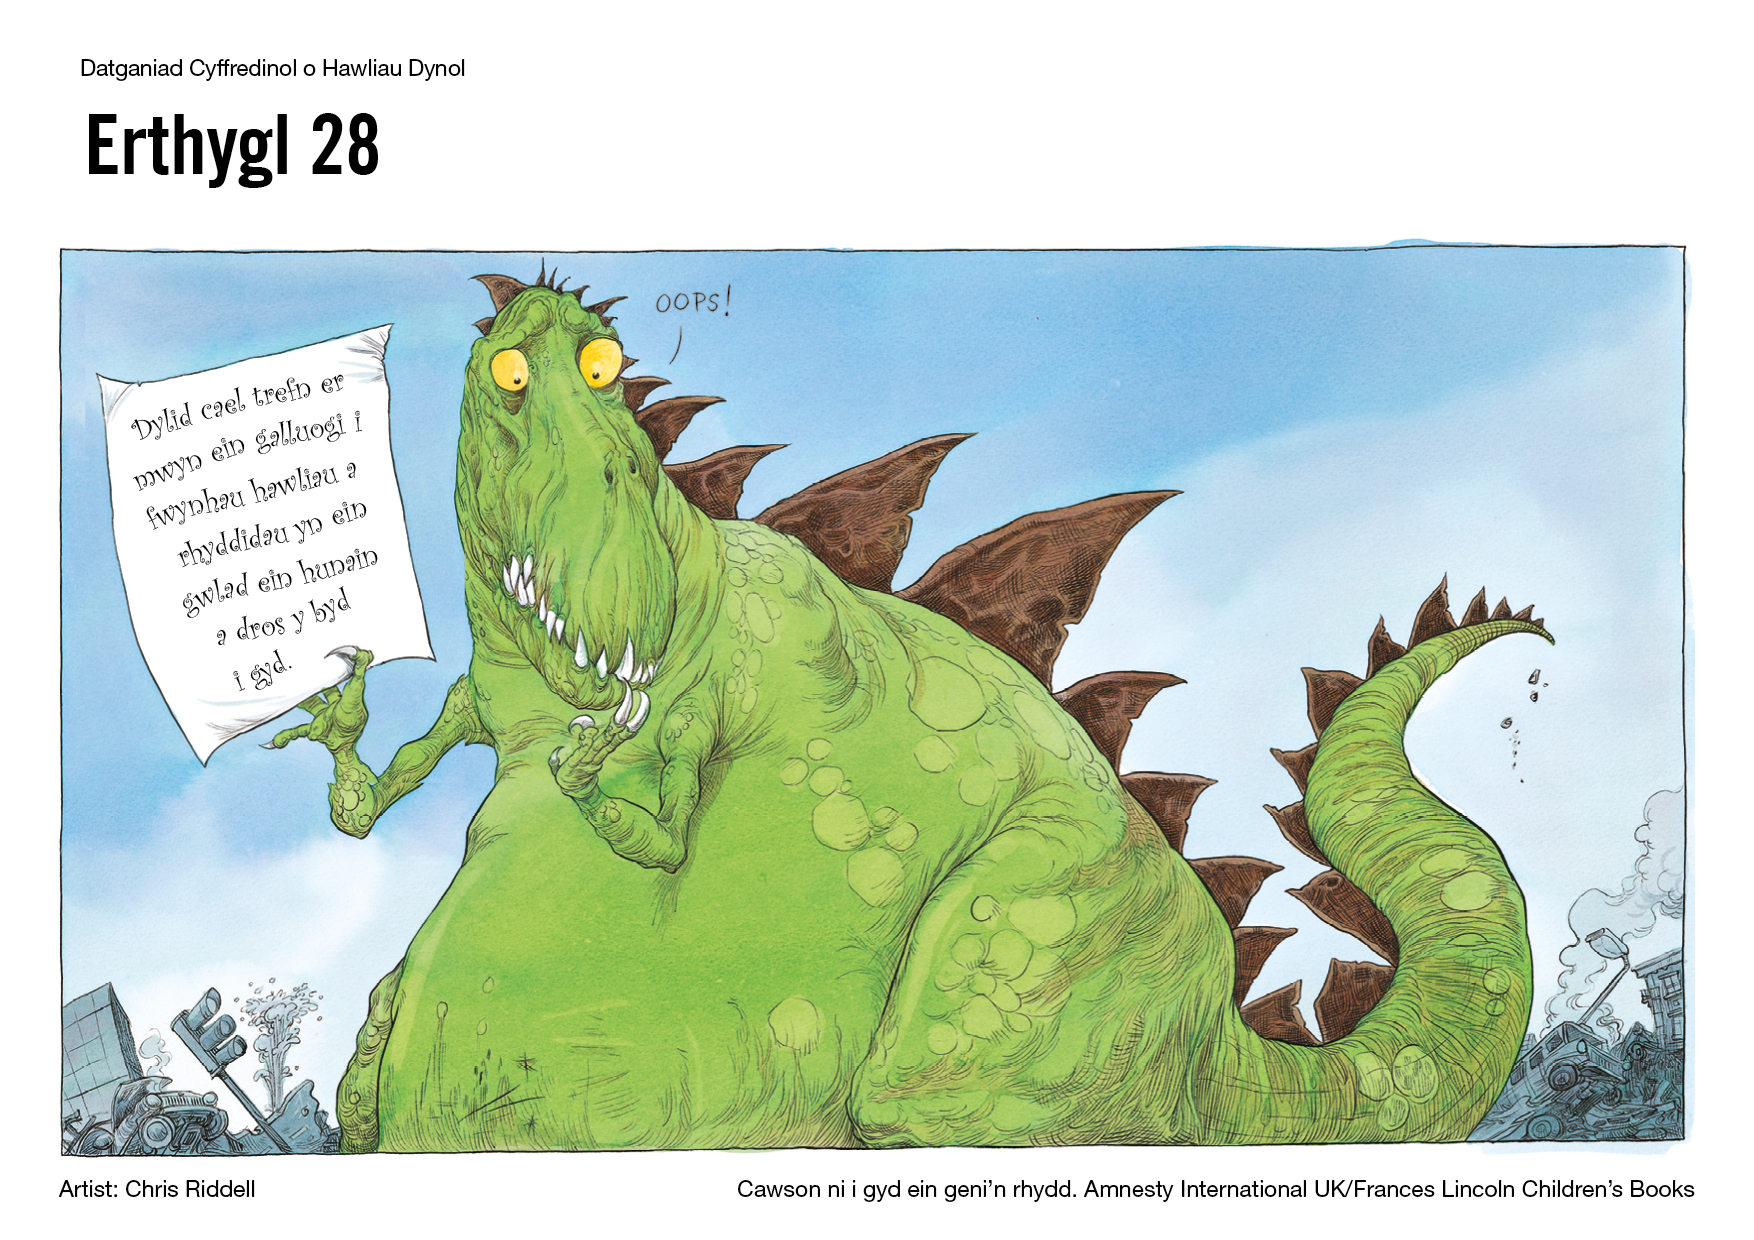 Datganiad Cyffredinol o Hawliau Dynol
Erthygl 28
OOPS!
Dylid cael trefn er
mwyn ein galluogi i
fwynhau hawliau a
rhyddidau yn ein
gwlad ein hunain
a dros y byd
i gyd.
Artist: Chris Riddell
Cawson ni i gyd ein geni’n rhydd. Amnesty International UK/Frances Lincoln Children’s Books